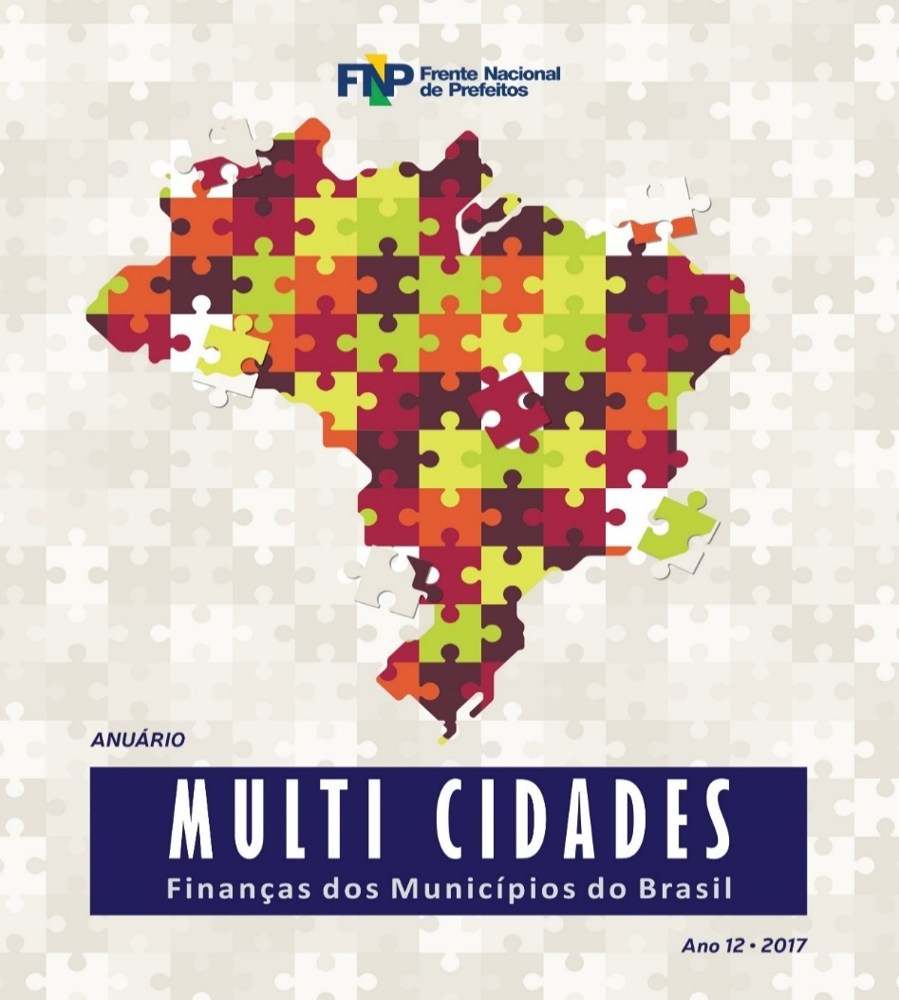 FNP Frente Nacional
de Prefeitos
ANUÁRIO
MULTI CIDADES
Finanças dos Municípios do Brasil
Ano 12 • 2017